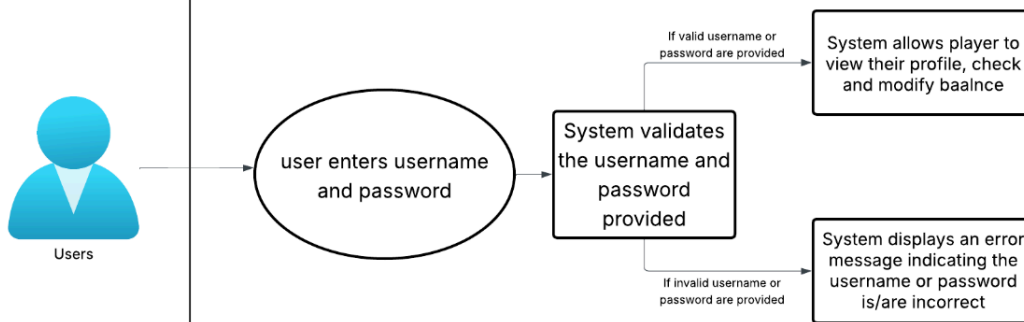 Users
user enters username
and password
System validates
the username and
password
provided
If valid username or
password are provided
System allows player to
view their profile, check
and modify baalnce
If invalid username or
password are provided
System displays an error
message indicating the
username or password
is/are incorrect